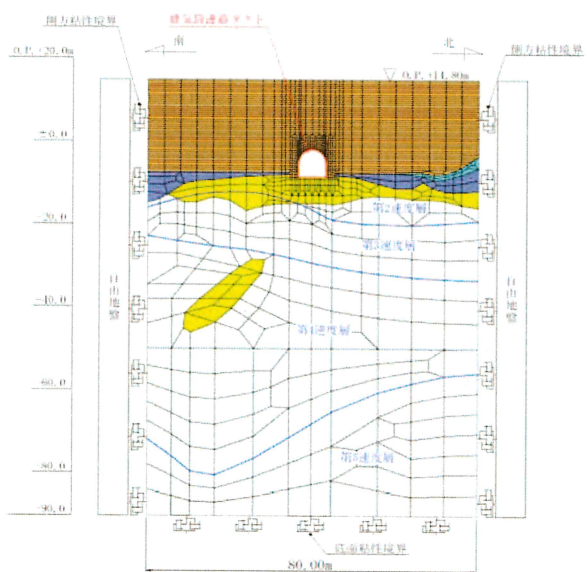 側方粘性境界
排気筒連絡ダクト
側方粘性境界
O.P.+20.0m
南
北
O.P.+14.80m
±0.0
-20.0
第2速度層
第3速度層
自由地盤
自由地盤
-40.0
第4速度層
-60.0
第5速度層
-80.0
-90.0
底面粘性境界
80.00m